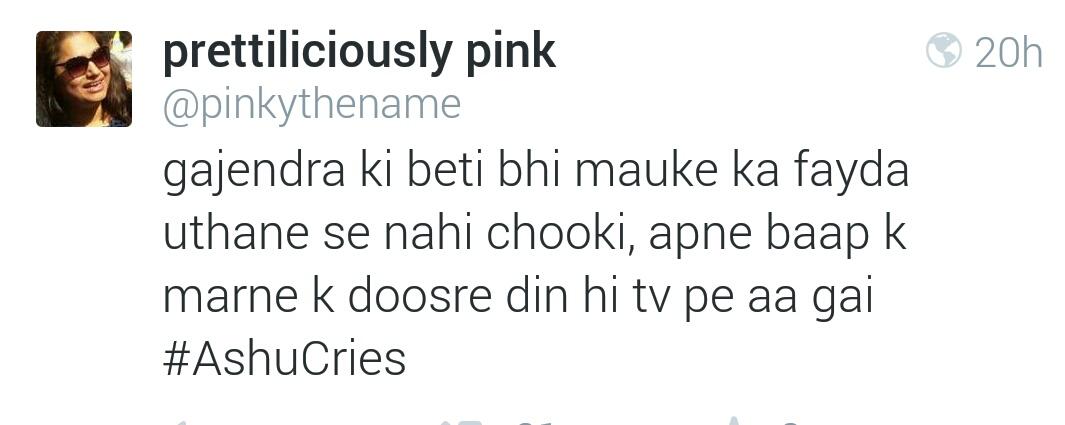 prettiliciously pink
20h
@pinkythename
gajendra ki beti bhi mauke ka fayda
uthane se nahi chooki, apne baap k
marne k doosre din hi tv pe aa gai
#AshuCries